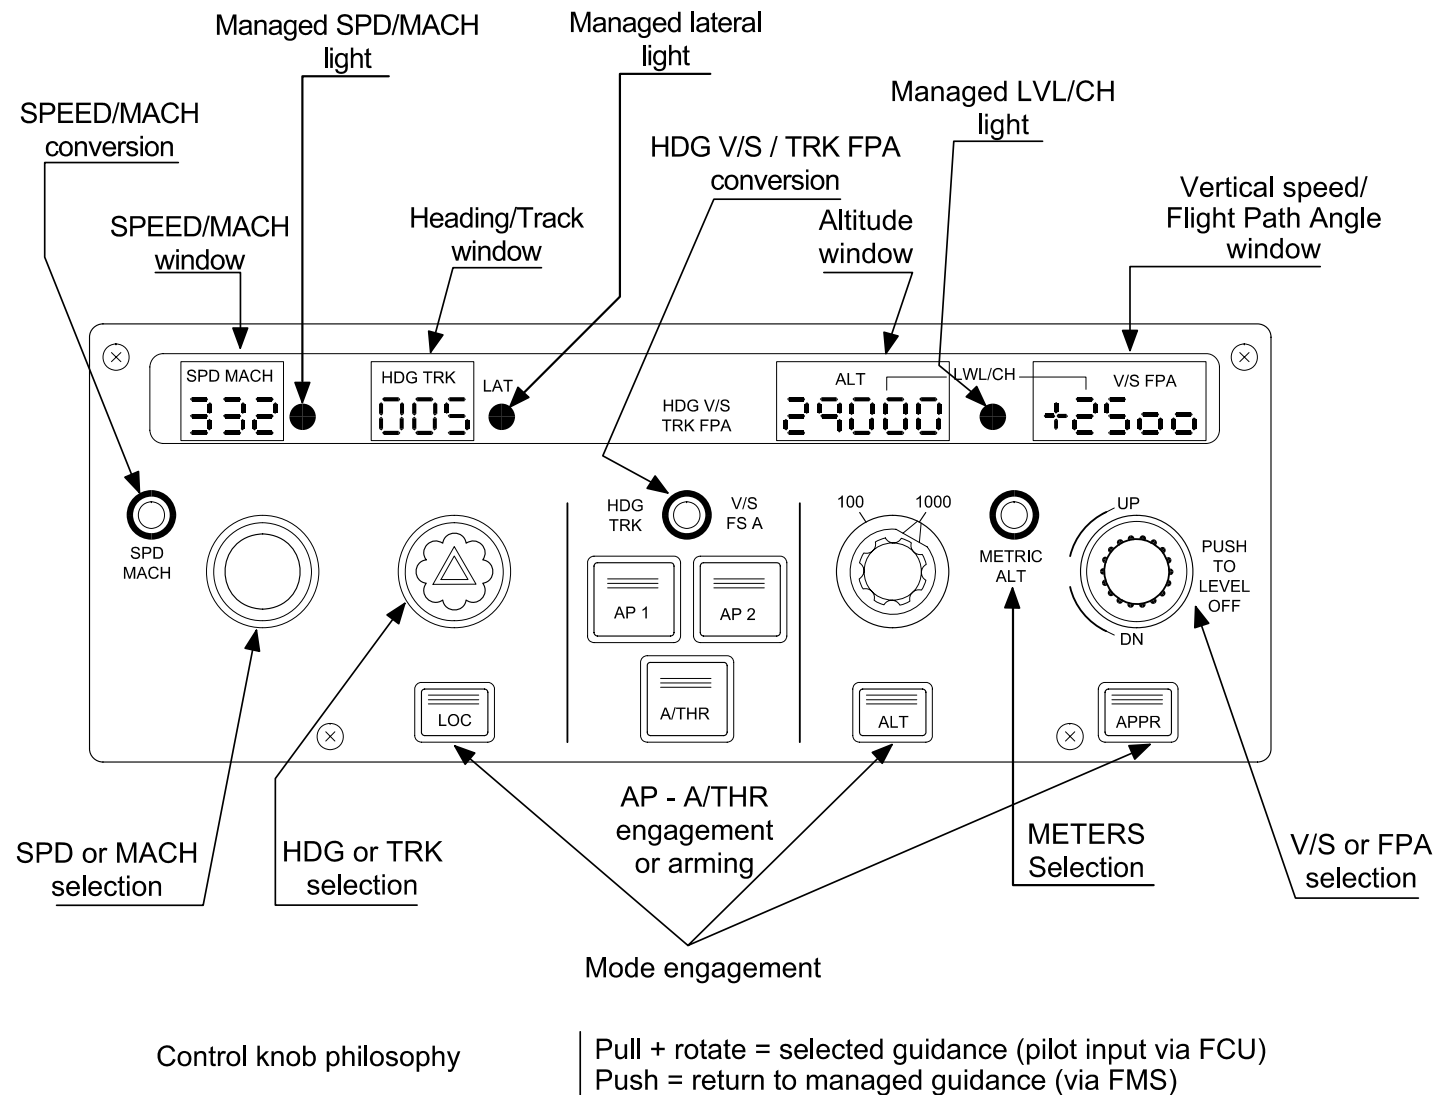 Managed SPD/MACH
light
Managed lateral
light
Managed LVL/CH
light
SPEED/MACH
conversion
HDG V/S / TRK FPA
conversion
Vertical speed/
Flight Path Angle
window
SPEED/MACH
window
Heading/Track
window
Altitude
window
SPD MACH
332
HDG TRK
005
LAT
HDG V/S
TRK FPA
ALT
29000
LWL/CH
V/S FPA
+2500
SPD
MACH
HDG
TRK
V/S
FS A
AP 1
AP 2
A/THR
LOC
100
1000
METRIC
ALT
UP
DN
PUSH
TO
LEVEL
OFF
ALT
APPR
SPD or MACH
selection
HDG or TRK
selection
AP - A/THR
engagement
or arming
METERS
Selection
V/S or FPA
selection
Mode engagement
Control knob philosophy
Pull + rotate = selected guidance (pilot input via FCU)
Push = return to managed guidance (via FMS)